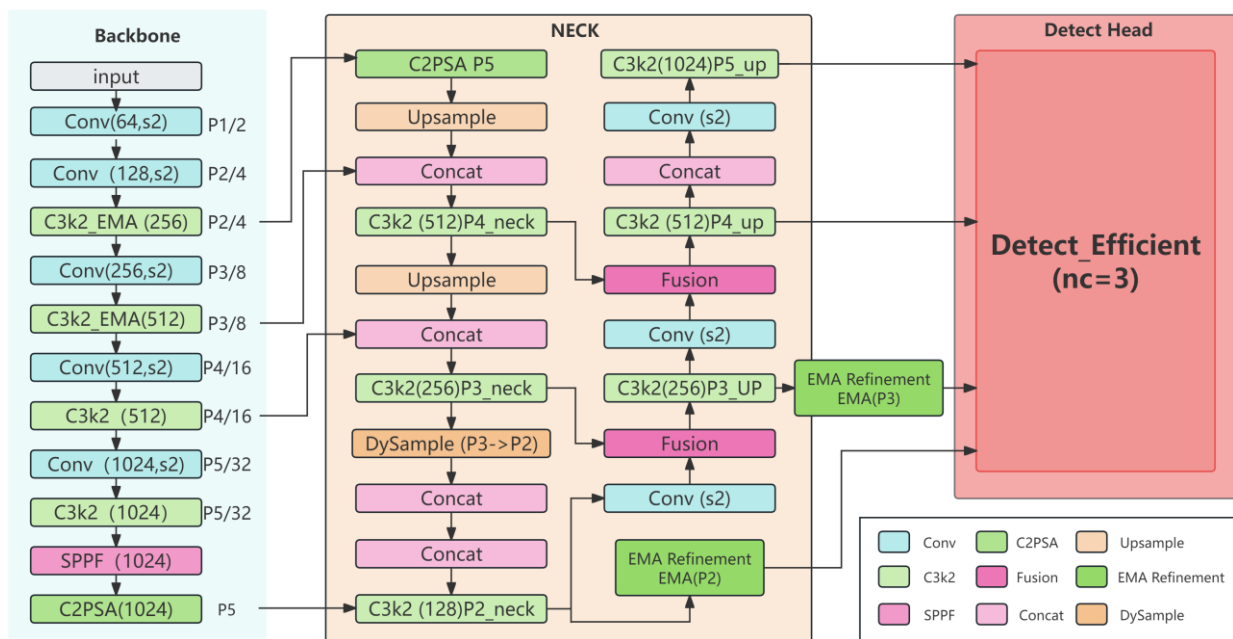 Backbone
input
Conv(64,s2)
P1/2
Conv (128,s2)
P2/4
C3k2_EMA (256)
P2/4
Conv(256,s2)
P3/8
C3k2_EMA(512)
P3/8
Conv(512,s2)
P4/16
C3k2 (512)
P4/16
Conv (1024,s2)
P5/32
C3k2 (1024)
P5/32
SPPF (1024)
C2PSA(1024)
P5
NECK
C2PSA P5
Upsample
Concat
C3k2 (512)P4_neck
Upsample
Concat
C3k2(256)P3_neck
DySample (P3->P2)
Concat
Concat
C3k2 (128)P2_neck
C3k2(1024)P5_up
Conv (s2)
Concat
C3k2 (512)P4_up
Fusion
Conv (s2)
C3k2(256)P3_UP
Fusion
Conv (s2)
EMA Refinement
EMA(P2)
EMA Refinement
EMA(P3)
Detect Head
Detect_Efficient
(nc=3)
Conv
C2PSA
Upsample
C3k2
Fusion
EMA Refinement
SPPF
Concat
DySample